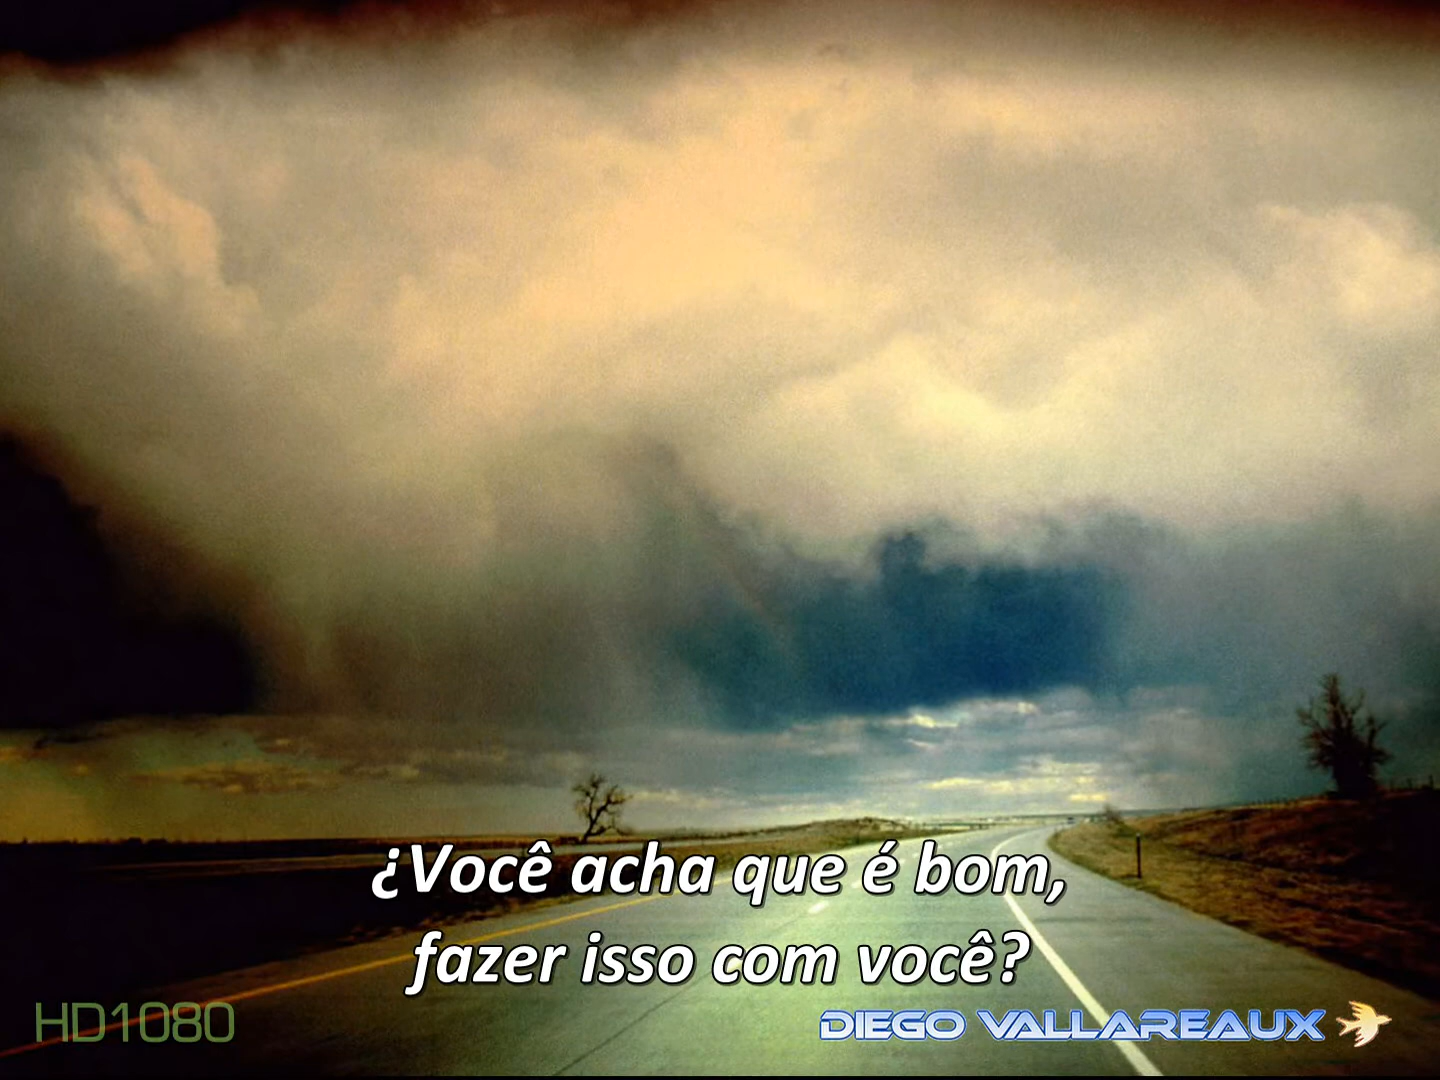 ¿Você acha que é bom,
fazer isso com você?
HD1080
DIEGO VALLAREAUX